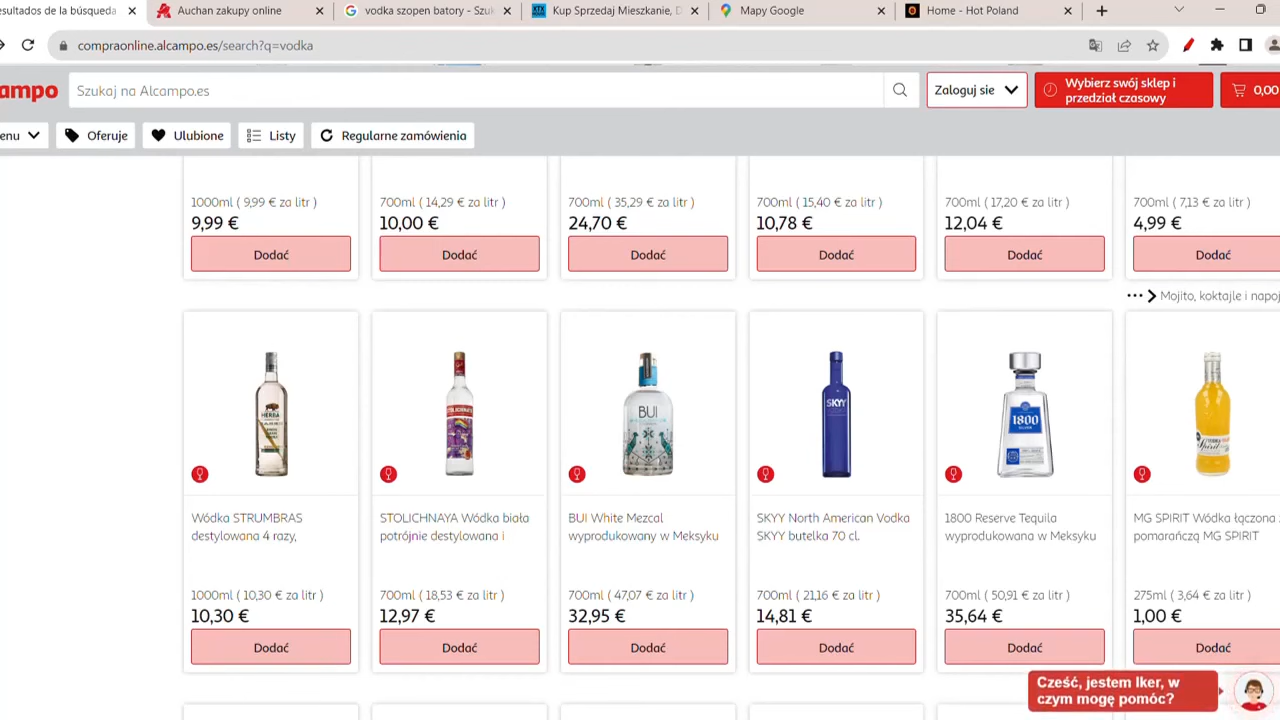 esultados de la búsqueda
Auchan zakupy online
vodka szopen batory - Szuk
Kup Sprzedaj Mieszkanie, D
Mapy Google
Home - Hot Poland
compraonline.alcampo.es/search?q=vodka
campo
Szukaj na Alcampo.es
Zaloguj sie
Wybierz swój sklep i
przedział czasowy
0,00
enu
Oferuje
Ulubione
Listy
Regularne zamówienia
1000ml ( 9,99 € za litr )
9,99 €
Dodać
700ml ( 14,29 € za litr )
10,00 €
Dodać
700ml ( 35,29 € za litr )
24,70 €
Dodać
700ml ( 15,40 € za litr )
10,78 €
Dodać
700ml ( 17,20 € za litr )
12,04 €
Dodać
700ml ( 7,13 € za litr )
4,99 €
Dodać
Mojito, koktajle i napoj
HERBA
Wódka STRUMBRAS
destylowana 4 razy,
1000ml ( 10,30 € za litr )
10,30 €
Dodać
STOLICHNAYA Wódka biała
potrójnie destylowana i
700ml ( 18,53 € za litr )
12,97 €
Dodać
BUI
BUI White Mezcal
wyprodukowany w Meksyku
700ml ( 47,07 € za litr )
32,95 €
Dodać
SKYY
SKYY North American Vodka
SKYY butelka 70 cl.
700ml ( 21,16 € za litr )
14,81 €
Dodać
1800
1800 Reserve Tequila
wyprodukowana w Meksyku
700ml ( 50,91 € za litr )
35,64 €
Dodać
Spirit
MG SPIRIT Wódka łączona z
pomarańczą MG SPIRIT
275ml ( 3,64 € za litr )
1,00 €
Dodać
Cześć, jestem Iker, w
czym mogę pomóc?